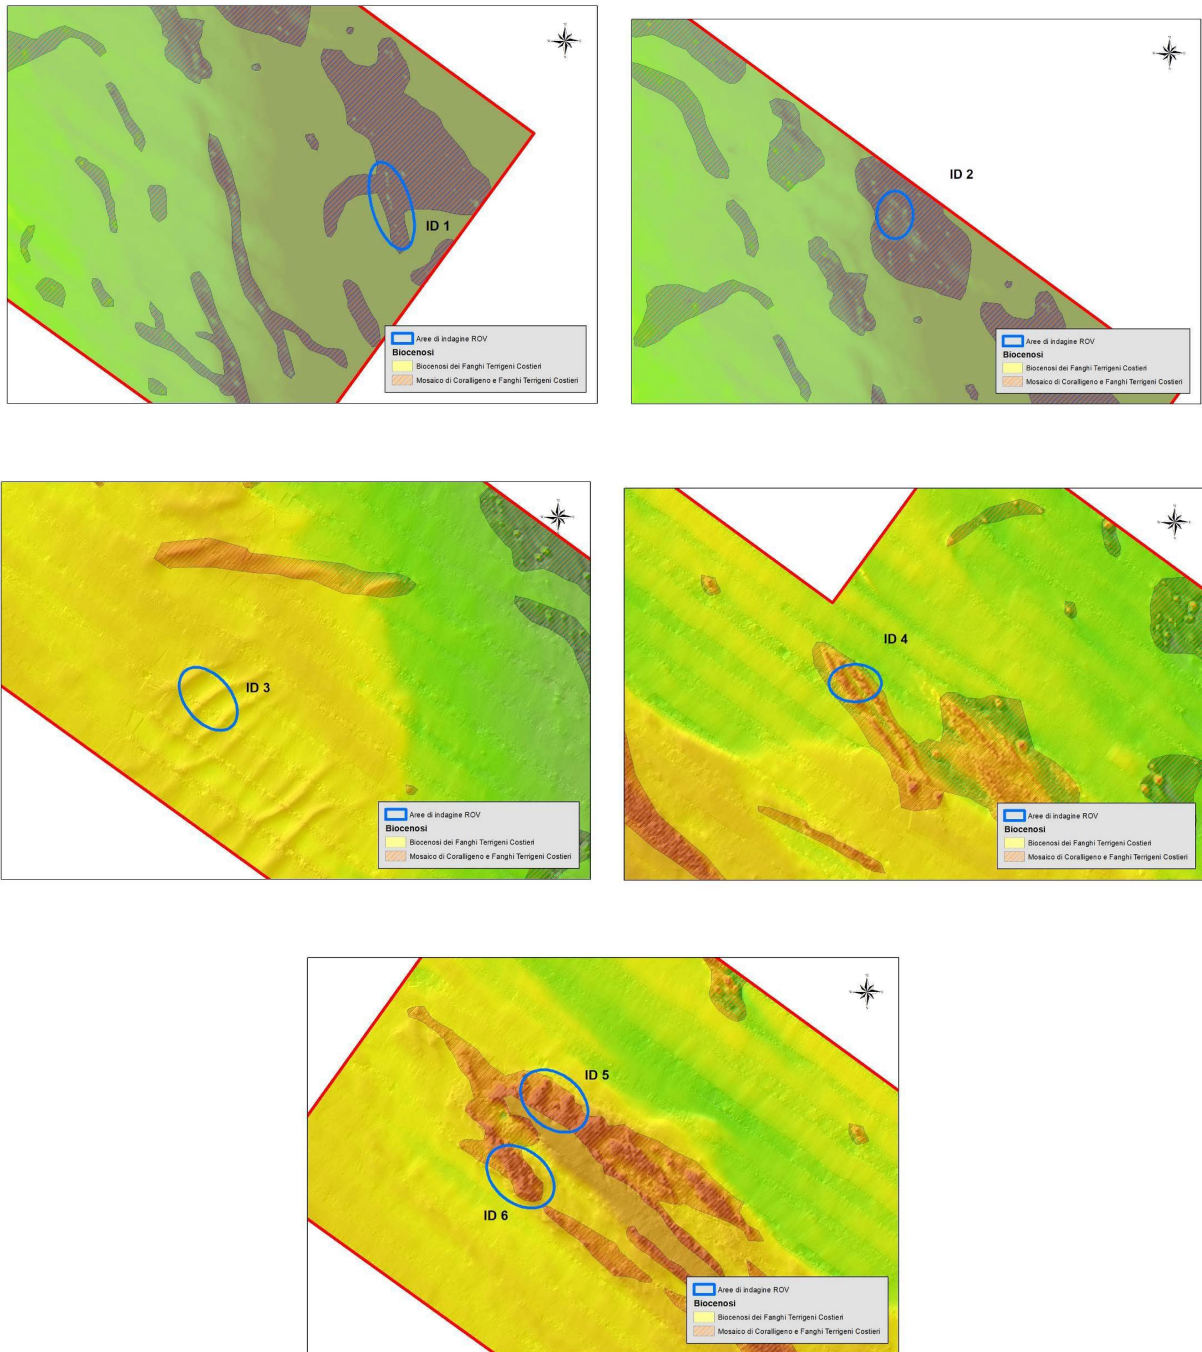 ID 1
Aree di indagine ROV
Biocenosi
Biocenosi dei Fanghi Terrigeni Costieri
Mosaico di Coralligeno e Fanghi Terrigeni Costieri
ID 2
Aree di indagine ROV
Biocenosi
Biocenosi dei Fanghi Terrigeni Costieri
Mosaico di Coralligeno e Fanghi Terrigeni Costieri
ID 3
Aree di indagine ROV
Biocenosi
Biocenosi dei Fanghi Terrigeni Costieri
Mosaico di Coralligeno e Fanghi Terrigeni Costieri
ID 4
Aree di indagine ROV
Biocenosi
Biocenosi dei Fanghi Terrigeni Costieri
Mosaico di Coralligeno e Fanghi Terrigeni Costieri
ID 5
ID 6
Aree di indagine ROV
Biocenosi
Biocenosi dei Fanghi Terrigeni Costieri
Mosaico di Coralligeno e Fanghi Terrigeni Costieri